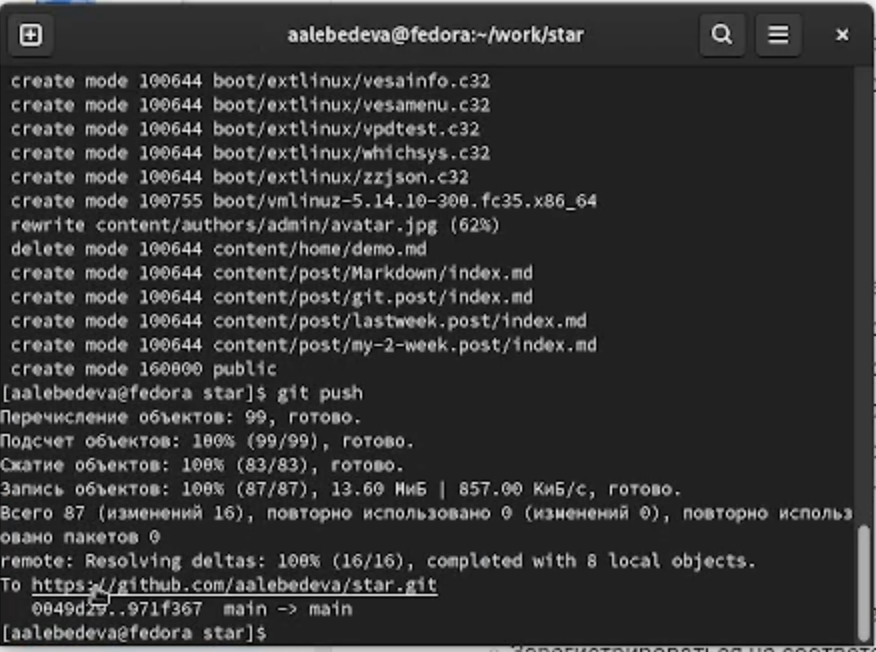 aalebedeva@fedora:~/work/star
create mode 100644 boot/extlinux/vesainfo.c32
create mode 100644 boot/extlinux/vesamenu.c32
create mode 100644 boot/extlinux/vpdtest.c32
create mode 100644 boot/extlinux/whichsys.c32
create mode 100644 boot/extlinux/zzjson.c32
create mode 100755 boot/vmlinuz-5.14.10-300.fc35.x86_64
rewrite content/authors/admin/avatar.jpg (62%)
delete mode 100644 content/home/demo.md
create mode 100644 content/post/Markdown/index.md
create mode 100644 content/post/git.post/index.md
create mode 100644 content/post/lastweek.post/index.md
create mode 100644 content/post/my-2-week.post/index.md
create mode 160000 public
[aalebedeva@fedora star]$ git push
Перечисление объектов: 99, готово.
Подсчет объектов: 100% (99/99), готово.
Сжатие объектов: 100% (83/83), готово.
Запись объектов: 100% (87/87), 13.60 МиБ | 857.00 КиБ/с, готово.
Всего 87 (изменений 16), повторно использовано 0 (изменений 0), повторно использ
овано пакетов 0
remote: Resolving deltas: 100% (16/16), completed with 8 local objects.
To https://github.com/aalebedeva/star.git
0049d29..971f367 main -> main
[aalebedeva@fedora star]$